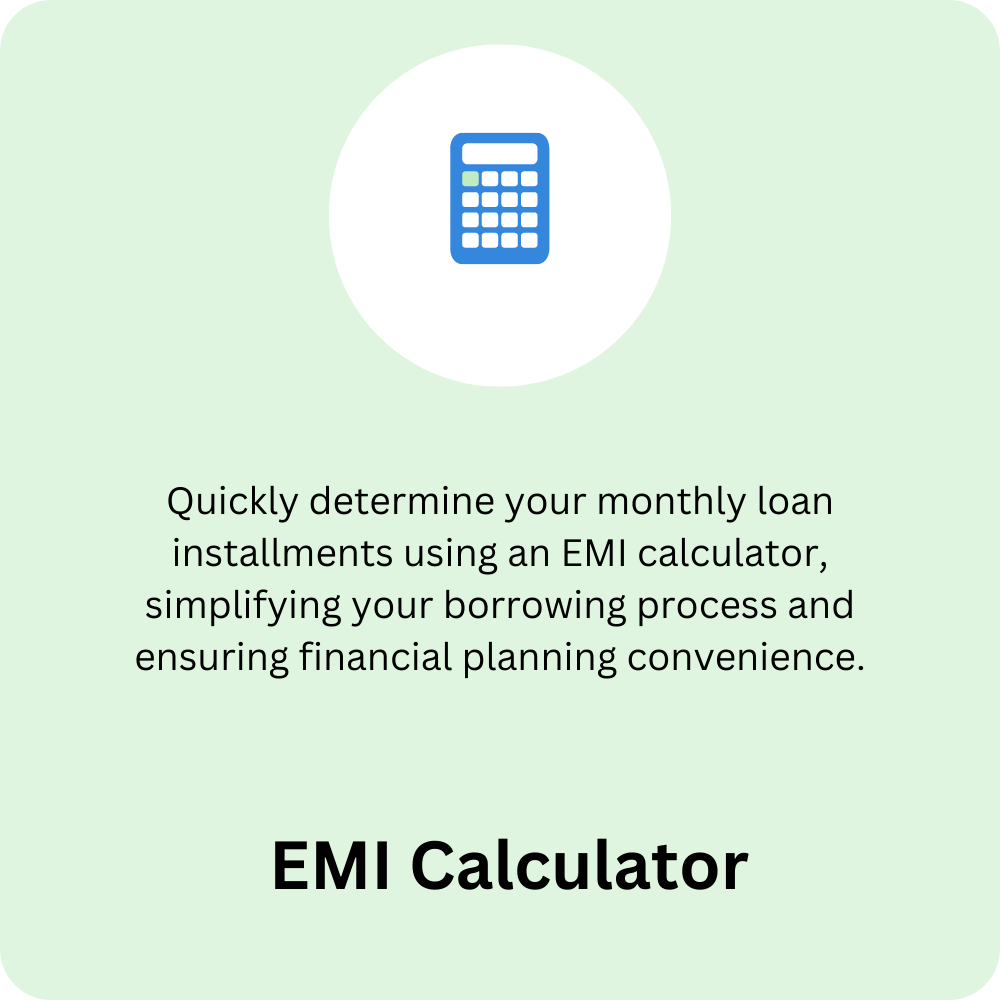 Quickly determine your monthly loan
installments using an EMI calculator,
simplifying your borrowing process and
ensuring financial planning convenience.
EMI Calculator